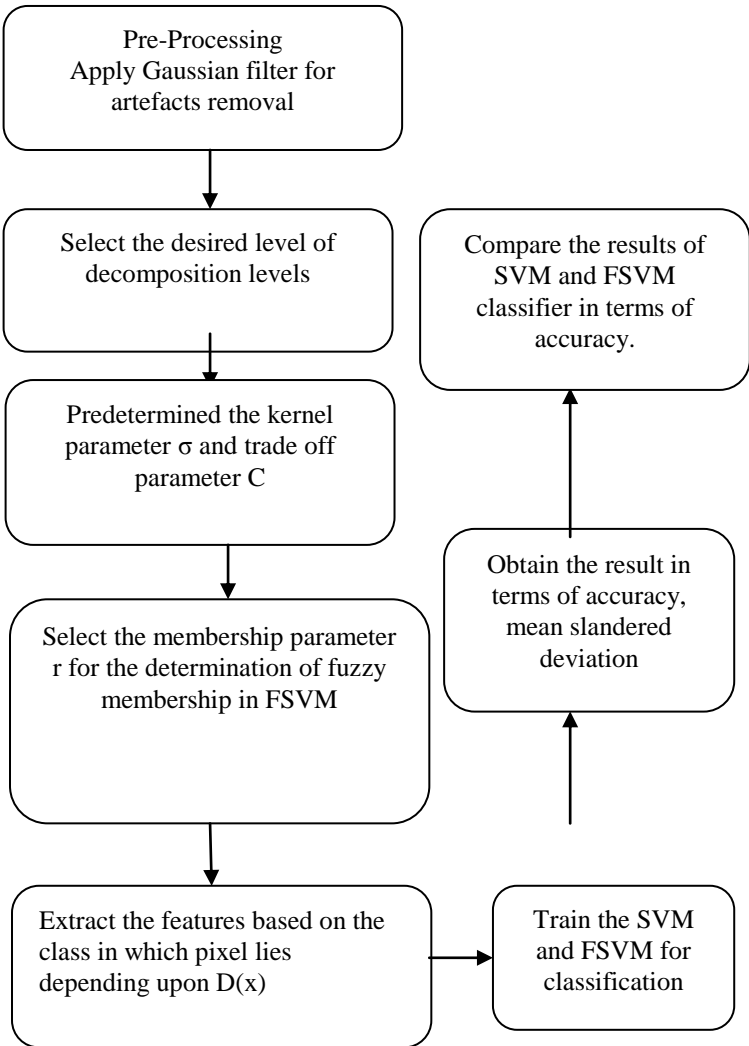 Pre-Processing
Apply Gaussian filter for
artefacts removal
Select the desired level of
decomposition levels
Predetermined the kernel
parameter σ and trade off
parameter C
Select the membership parameter
r for the determination of fuzzy
membership in FSVM
Extract the features based on the
class in which pixel lies
depending upon D(x)
Train the SVM
and FSVM for
classification
Obtain the result in
terms of accuracy,
mean slandered
deviation
Compare the results of
SVM and FSVM
classifier in terms of
accuracy.